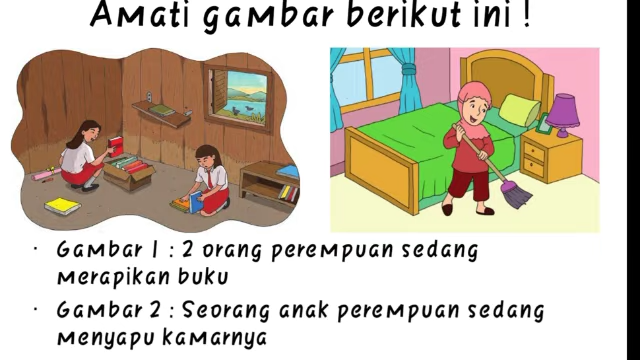 Amati gambar berikut ini !
· Gambar 1 : 2 orang perempuan sedang
merapikan buku
· Gambar 2 : Seorang anak perempuan sedang
menyapu kamarnya